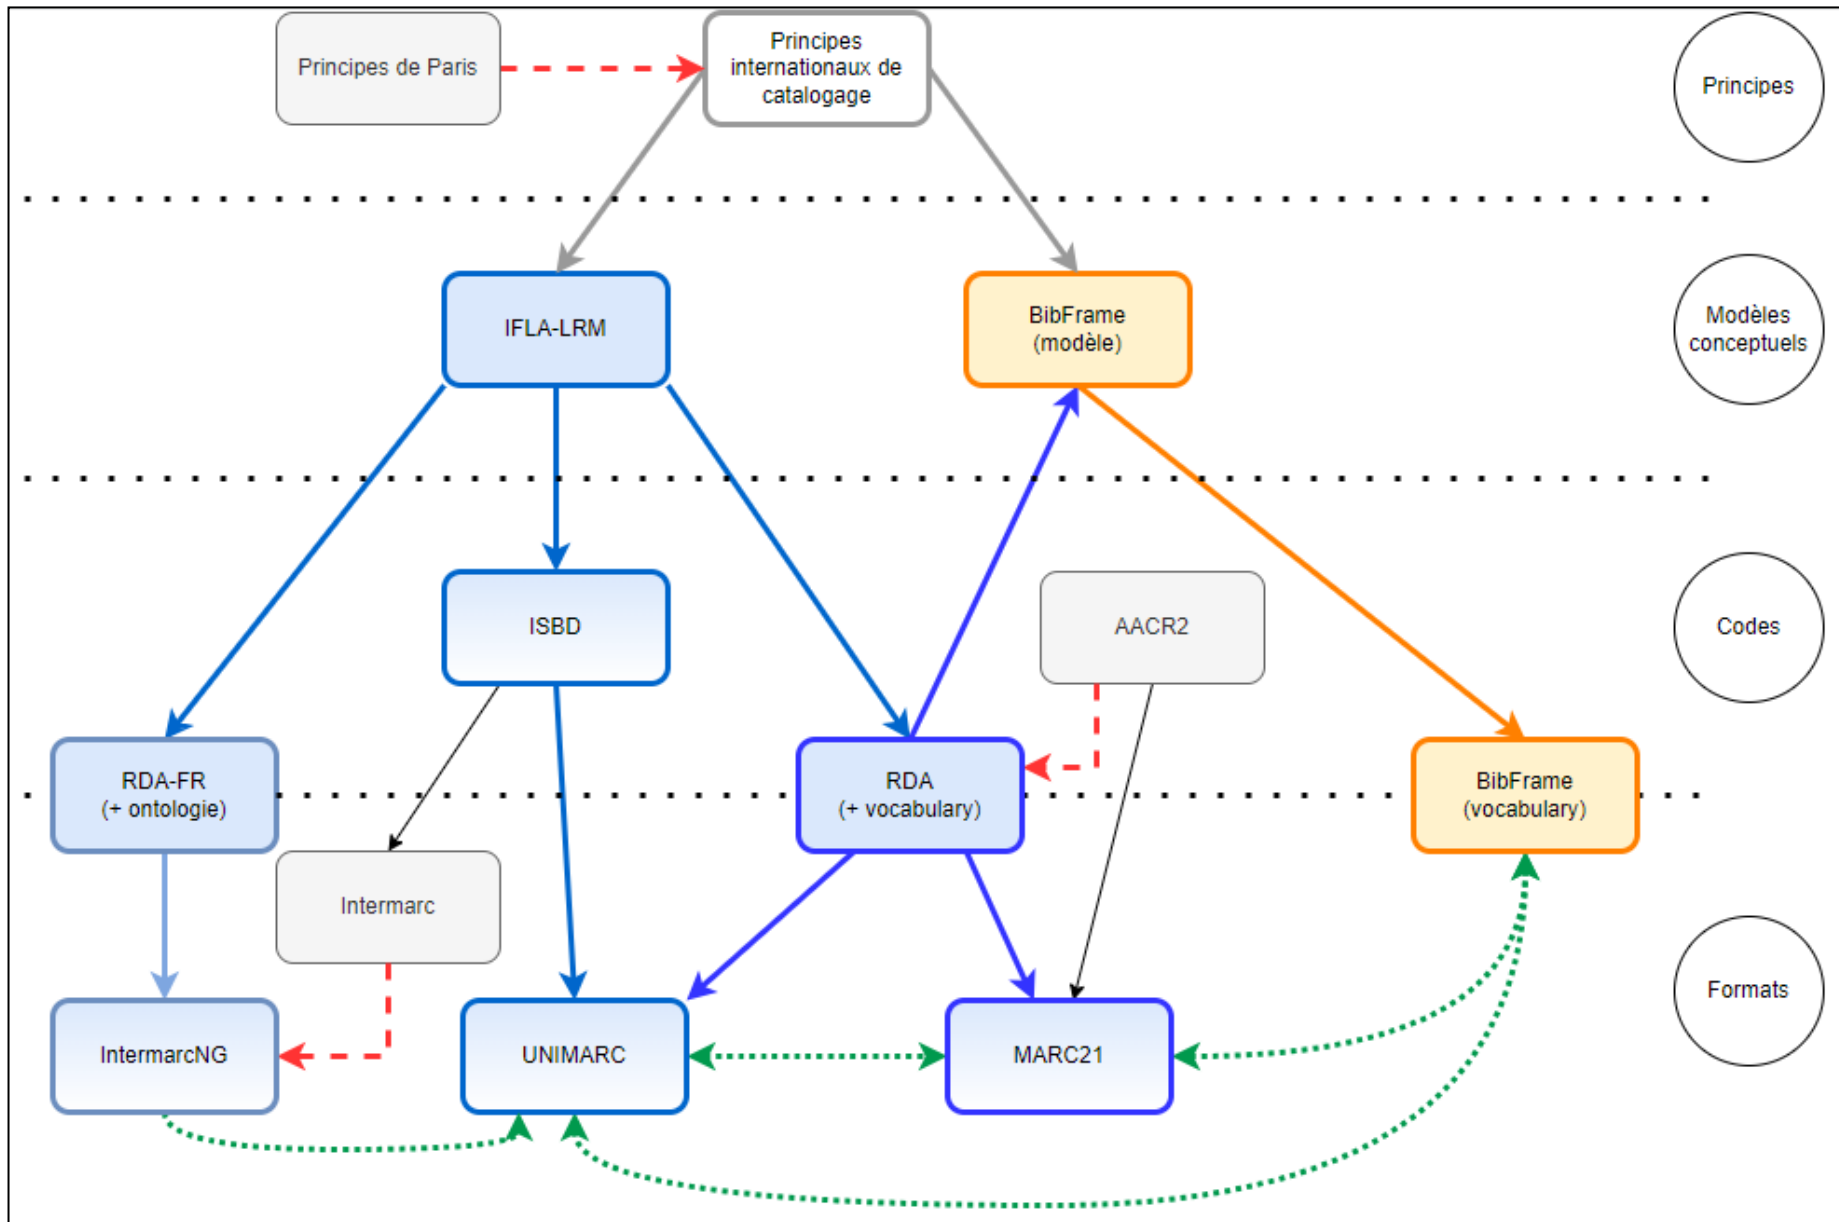 Principes de Paris
Principes
internationaux de
catalogage
Principes
IFLA-LRM
BibFrame
(modèle)
Modèles
conceptuels
ISBD
AACR2
Codes
RDA-FR
(+ ontologie)
RDA
(+ vocabulary)
BibFrame
(vocabulary)
Intermarc
IntermarcNG
UNIMARC
MARC21
Formats